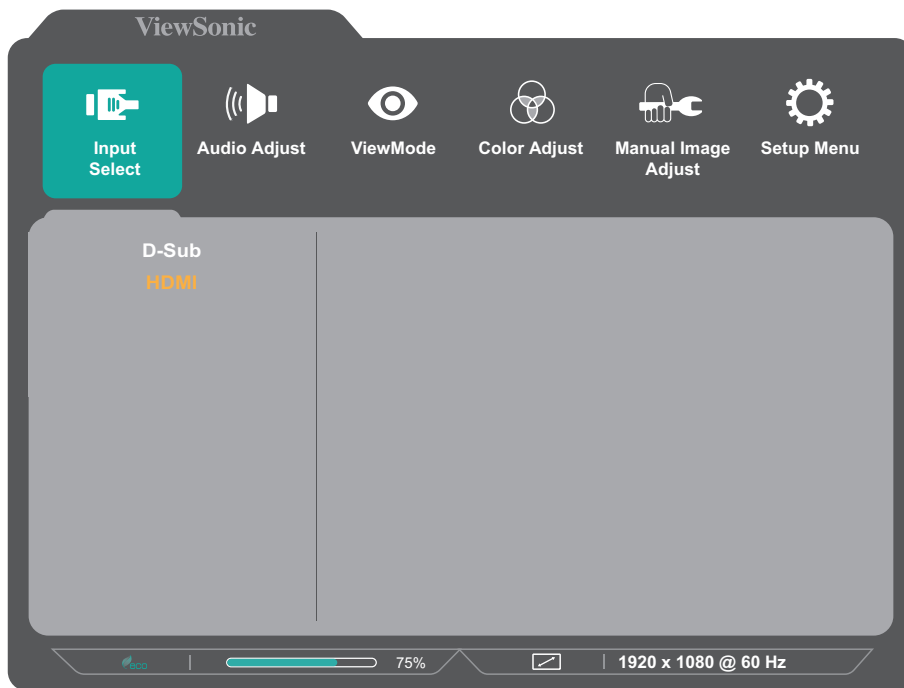 ViewSonic
Input
Select
Audio Adjust
ViewMode
Color Adjust
Manual Image
Adjust
Setup Menu
D-Sub
HDMI
eco
75%
1920 x 1080 @ 60 Hz